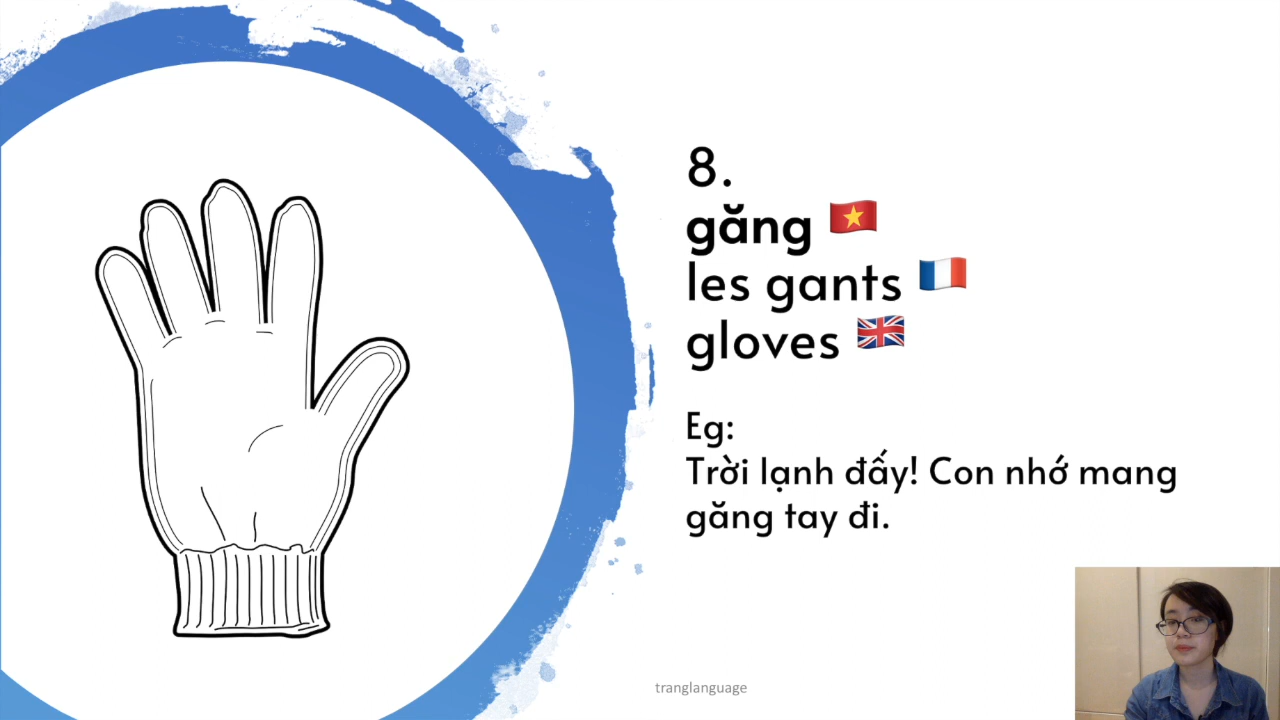 8.
găng
les gants
gloves
Eg:
Trời lạnh đấy! Con nhớ mang
găng tay đi.
tranglanguage